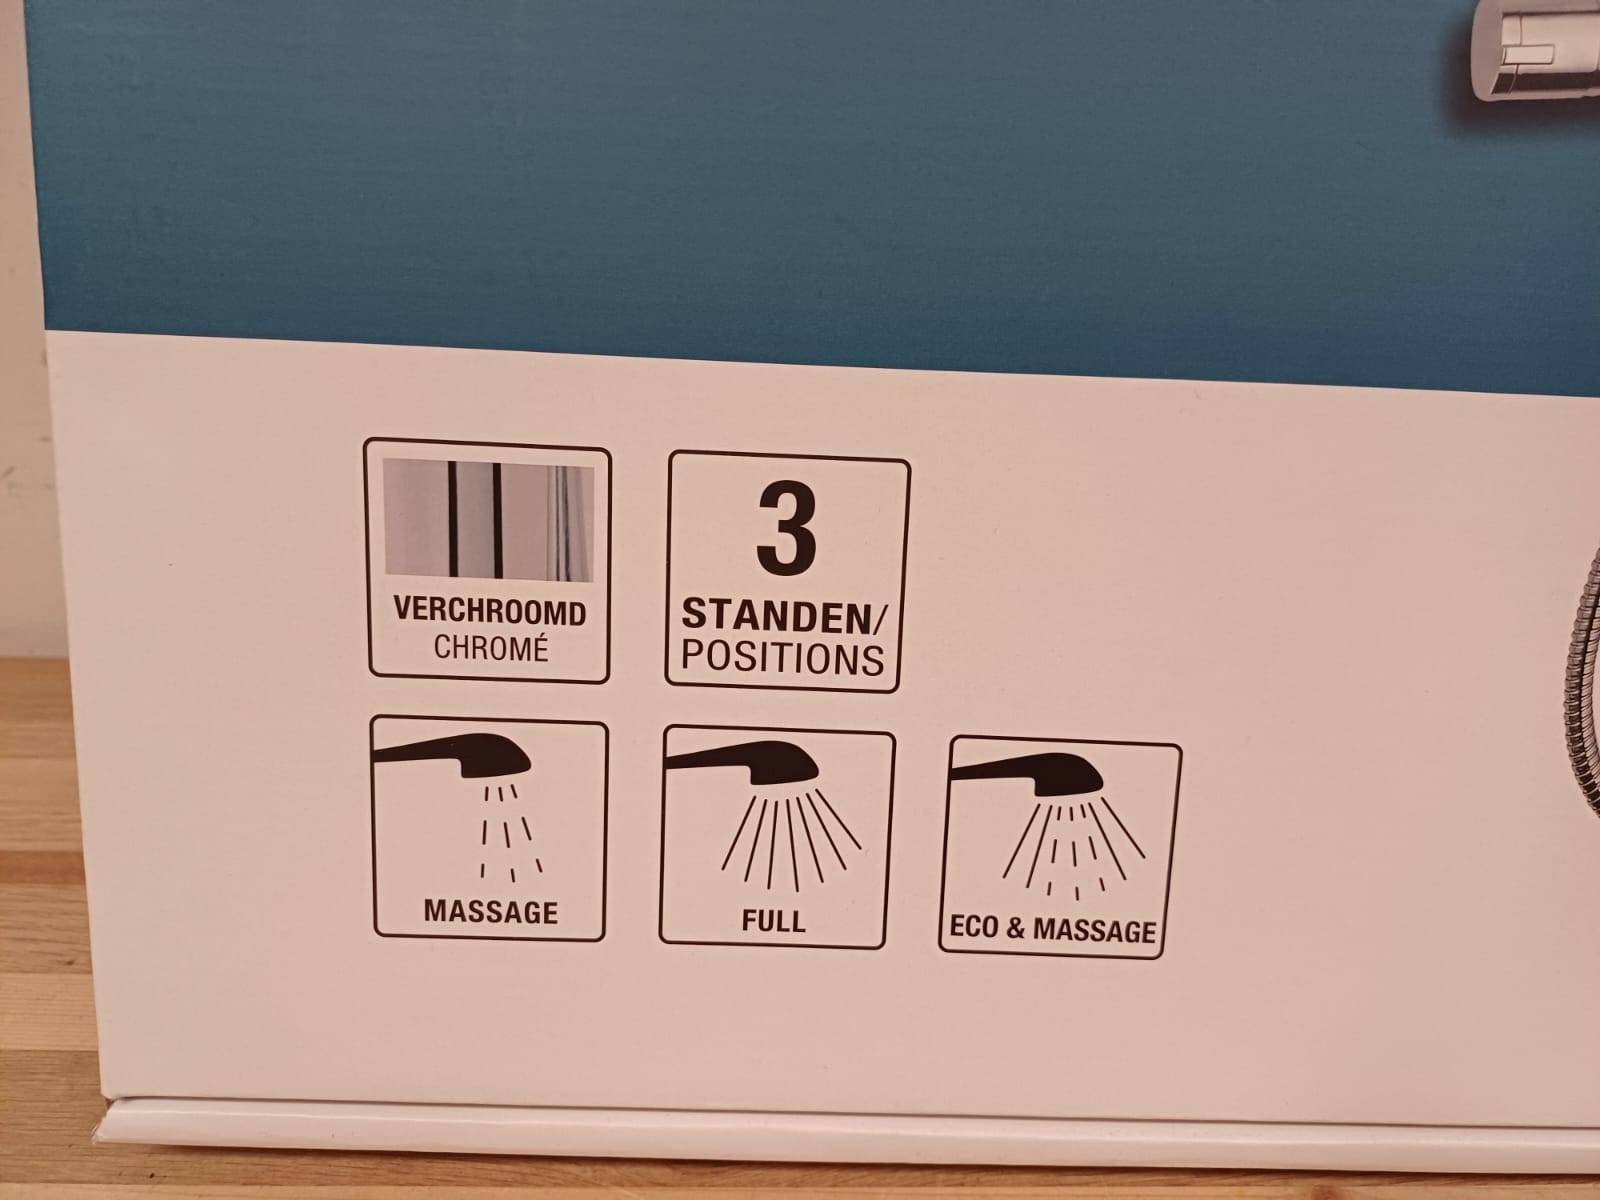 VERCHROOMD
CHROMÉ
3
STANDEN/
POSITIONS
MASSAGE
FULL
ECO & MASSAGE